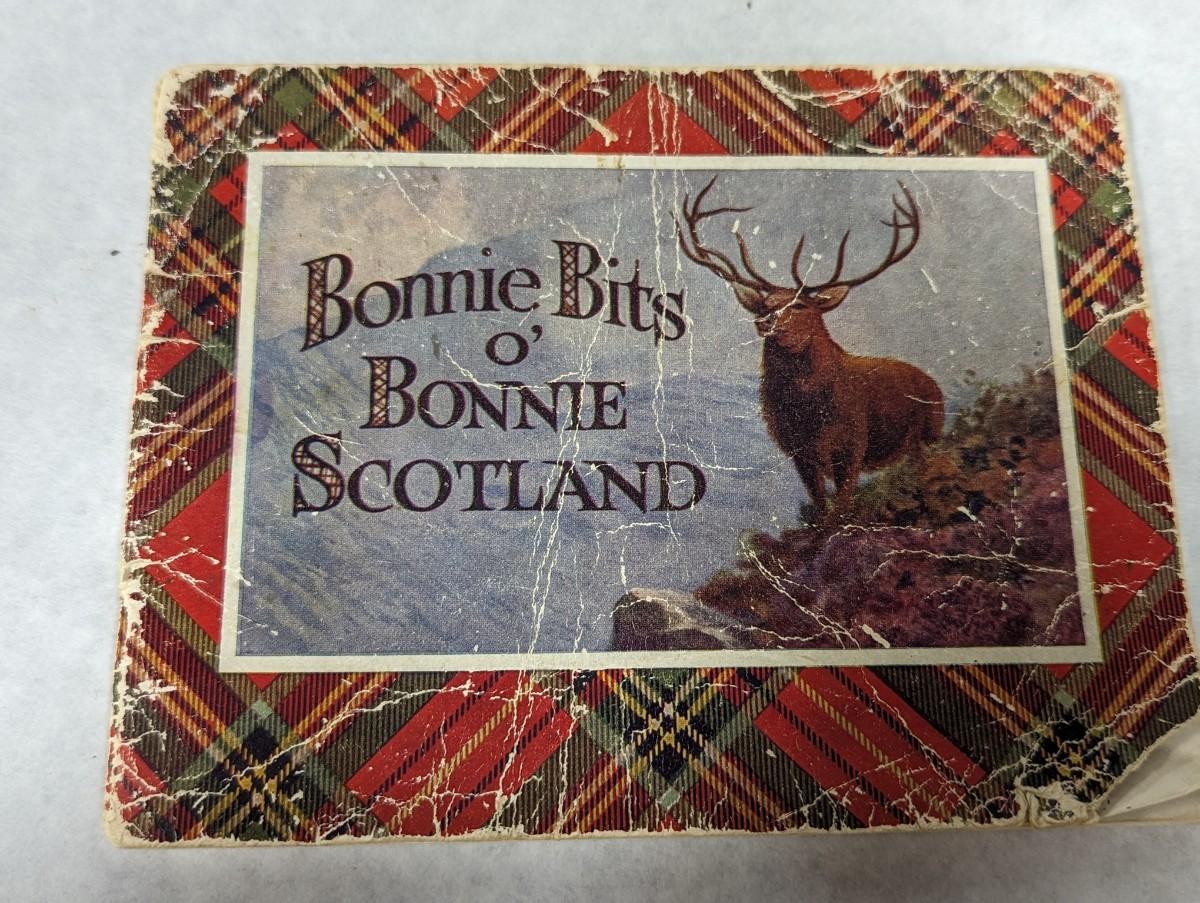 Bonnie Bits
o'
BONNIE
SCOTLAND